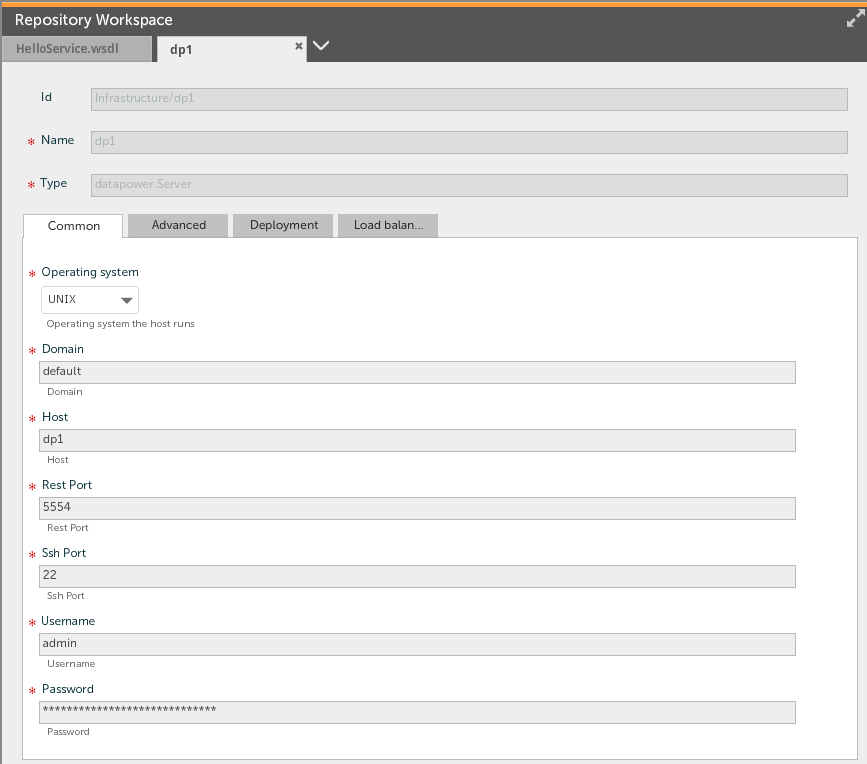 Repository Workspace
HelloService.wsdl dp1
Id Infrastructure/dp1
* Name dp1
* Type datapower.Server
Common Advanced Deployment Load balan...
* Operating system
UNIX
Operating system the host runs
* Domain
default
Domain
* Host
dp1
Host
* Rest Port
5554
Rest Port
* Ssh Port
22
Ssh Port
* Username
admin
Username
* Password
*****************************
Password